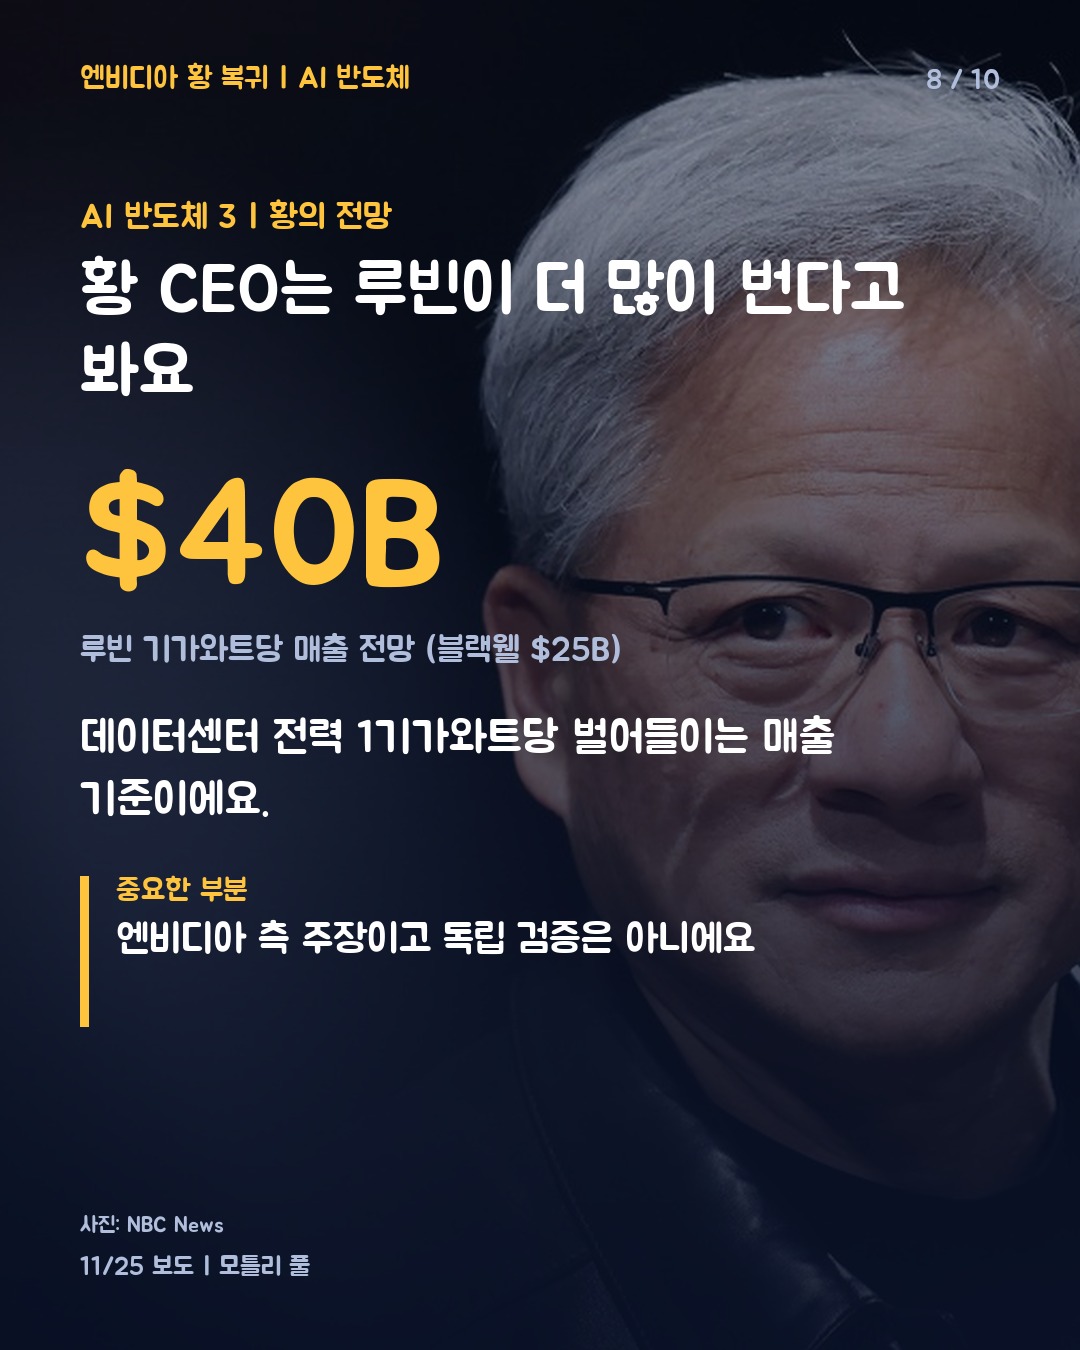 엔비디아 황 복귀 | AI 반도체
8 / 10
AI 반도체 3 | 황의 전망
황 CEO는 루빈이 더 많이 번다고
봐요
$40B
루빈 기가와트당 매출 전망 (블랙웰 $25B)
데이터센터 전력 1기가와트당 벌어들이는 매출
기준이에요.
중요한 부분
엔비디아 측 주장이고 독립 검증은 아니에요
사진: NBC News
11/25 보도 | 모틀리 풀